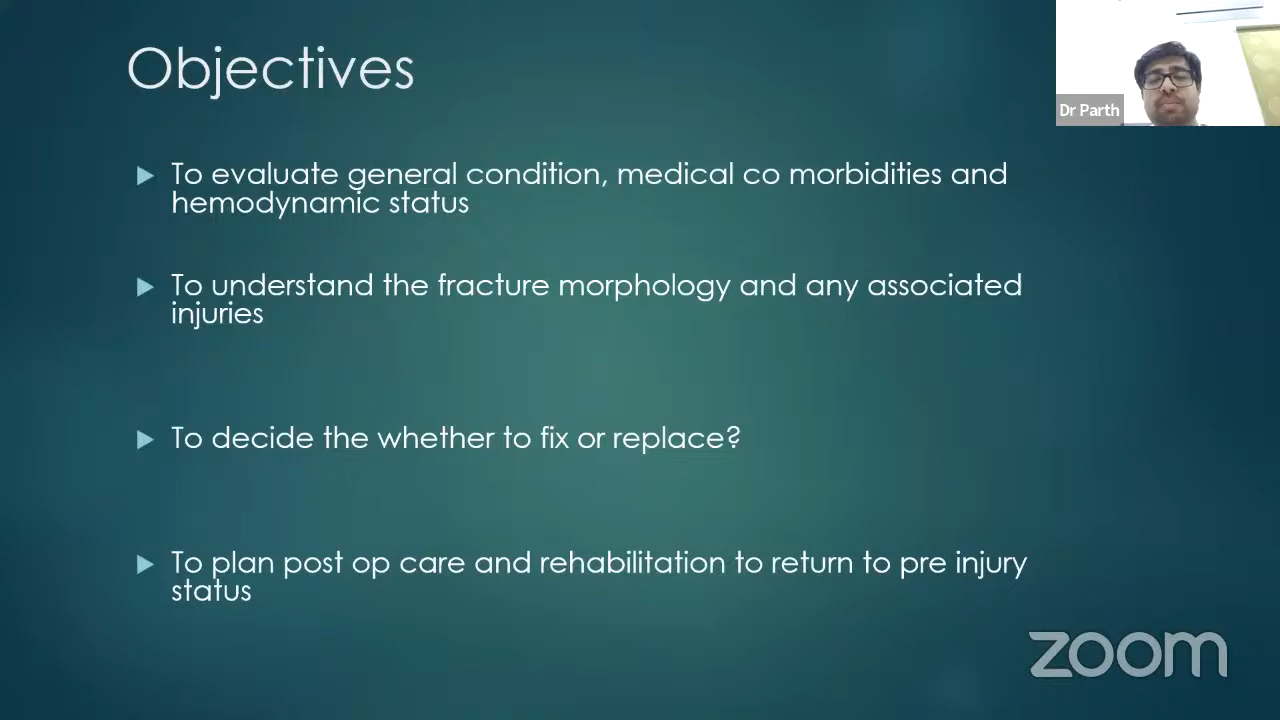 Objectives
Dr Parth
To evaluate general condition, medical co morbidities and
hemodynamic status
To understand the fracture morphology and any associated
injuries
To decide the whether to fix or replace?
To plan post op care and rehabilitation to return to pre injury
status
zoom